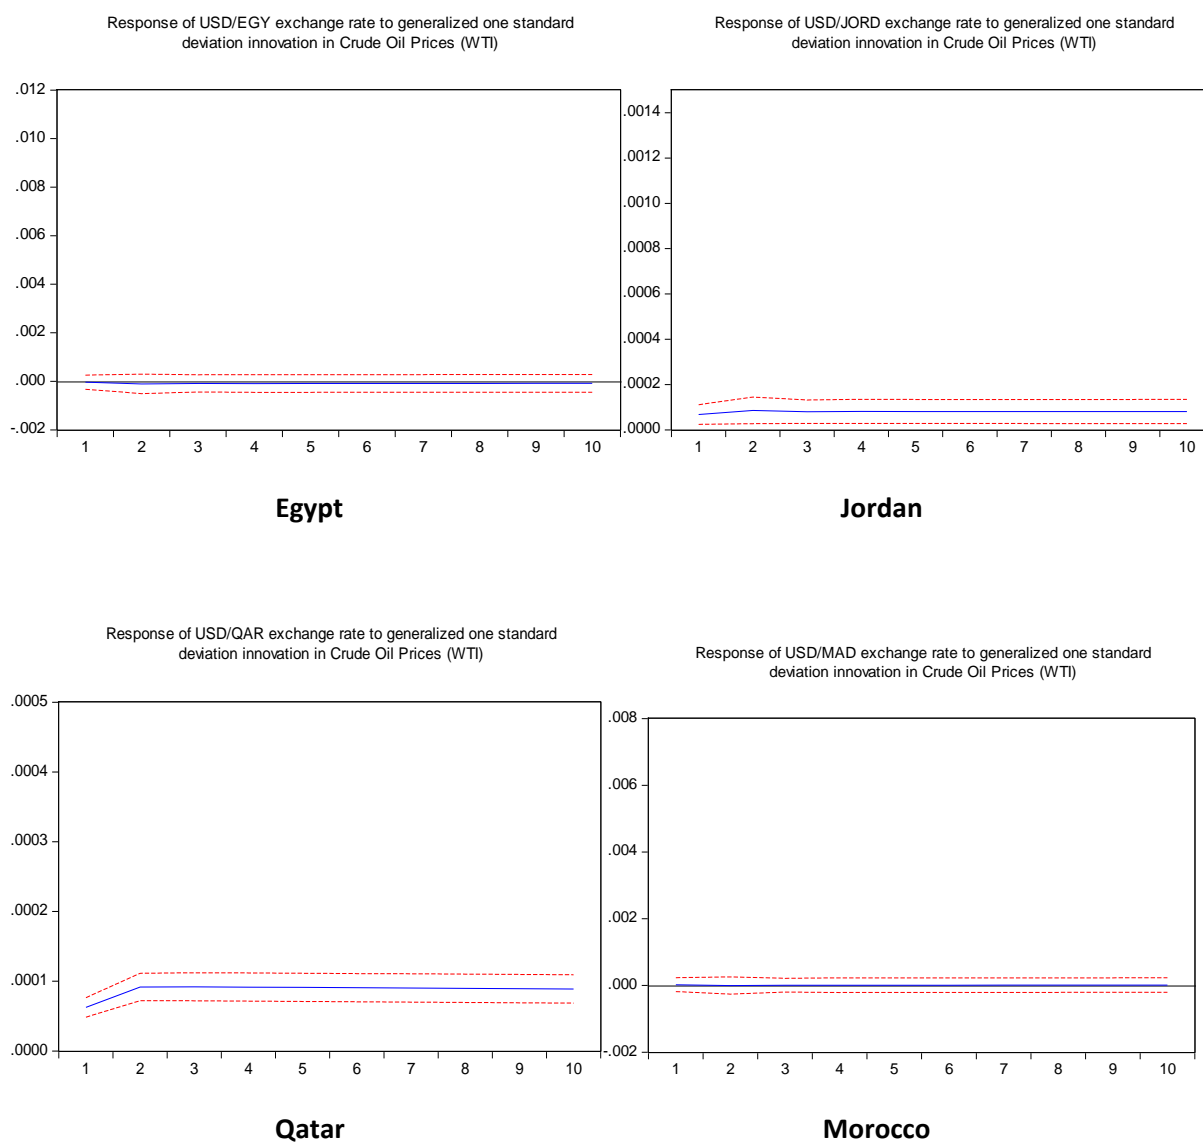 Response of USD/EGY exchange rate to generalized one standard
deviation innovation in Crude Oil Prices (WTI)
.012
.010
.008
.006
.004
.002
.000
-.002
1 2 3 4 5 6 7 8 9 10
Egypt
Response of USD/JORD exchange rate to generalized one standard
deviation innovation in Crude Oil Prices (WTI)
.0014
.0012
.0010
.0008
.0006
.0004
.0002
.0000
1 2 3 4 5 6 7 8 9 10
Jordan
Response of USD/QAR exchange rate to generalized one standard
deviation innovation in Crude Oil Prices (WTI)
.0005
.0004
.0003
.0002
.0001
.0000
1 2 3 4 5 6 7 8 9 10
Qatar
Response of USD/MAD exchange rate to generalized one standard
deviation innovation in Crude Oil Prices (WTI)
.008
.006
.004
.002
.000
-.002
1 2 3 4 5 6 7 8 9 10
Morocco